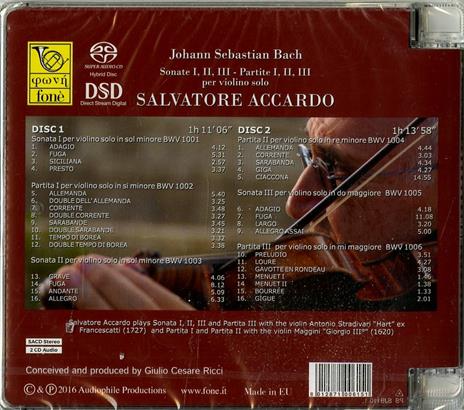 φωνή
fonè
SUPER AUDIO CD
Hybrid Disc
DSD
Direct Stream Digital
Johann Sebastian Bach
Sonate I, II, III - Partite I, II, III
per violino solo
SALVATORE ACCARDO
DISC 1 1h 11'06"
Sonata I per violino solo in sol minore BWV 1001
1. ADAGIO 4.12
2. FUGA 5.31
3. SICILIANA 3.22
4. PRESTO 3.37
Partita I per violino solo in si minore BWV 1002
5. ALLEMANDA 5.40
6. DOUBLE DELL'ALLEMANDA 3.25
7. CORRENTE 3.48
8. DOUBLE CORRENTE 3.27
9. SARABANDE 3.45
10. DOUBLE SARABANDE 3.21
11. TEMPO DI BOREA 3.32
12. DOUBLE TEMPO DI BOREA 3.38
Sonata II per violino solo in sol minore BWV 1003
13. GRAVE 4.06
14. FUGA 8.12
15. ANDANTE 5.09
16. ALLEGRO 6.33
DISC 2 1h 13'58"
Partita II per violino solo in re minore BWV 1004
1. ALLEMANDA 4.44
2. CORRENTE 3.03
3. SARABANDA 4.34
4. GIGA 4.56
5. CIACCONA 14.55
Sonata III per violino solo in do maggiore BWV 1005
6. ADAGIO 4.18
7. FUGA 11.08
8. LARGO 3.20
9. ALLEGRO ASSAI 5.00
Partita III per violino solo in mi maggiore BWV 1006
10. PRELUDIO 3.51
11. LOURE 4.27
12. GAVOTTE EN RONDEAU 3.08
13. MENUET I
14. MENUET II
15. BOURRÉE 1.33
16. GIGUE 2.01
Salvatore Accardo plays Sonata I, II, III and Partita III with the violin Antonio Stradivari "Hart" ex
Francescatti (1727) and Partita I and Partita II with the violin Maggini "Giorgio III°" (1620)
SACD Stereo
2 CD Audio
Conceived and produced by Giulio Cesare Ricci
© & ℗ 2016 Audiophile Productions www.fone.it Made in EU